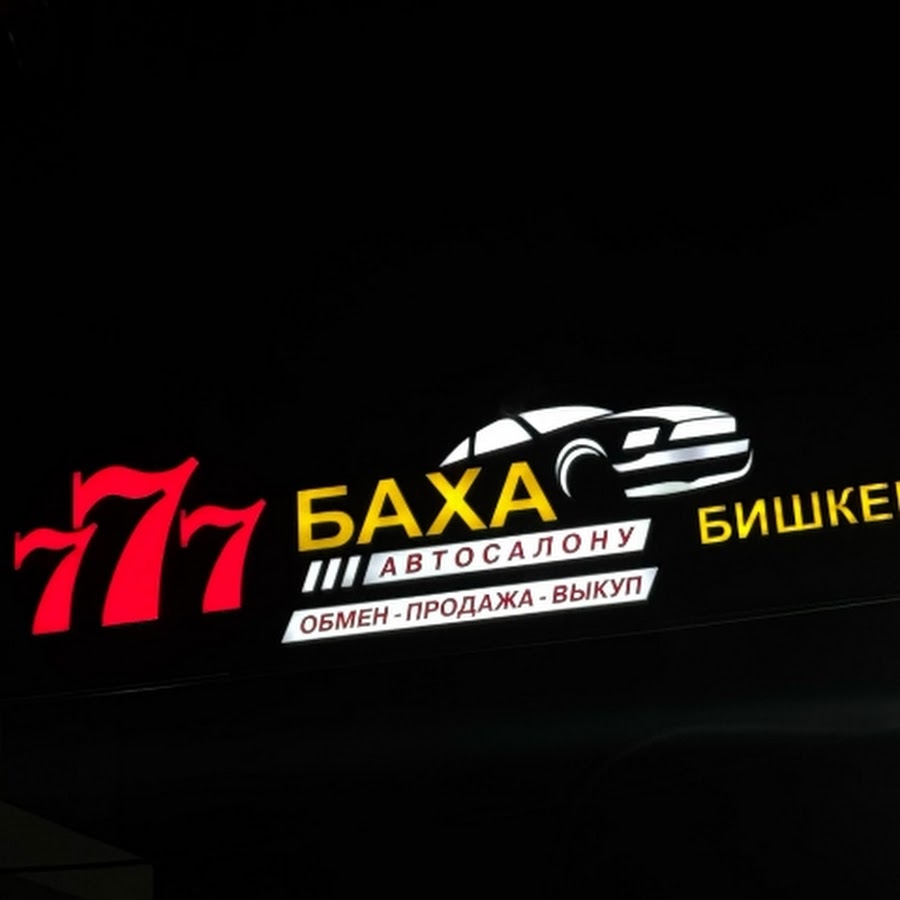 777
БАХА
АВТОСАЛОНУ
ОБМЕН - ПРОДАЖА - ВЫКУП